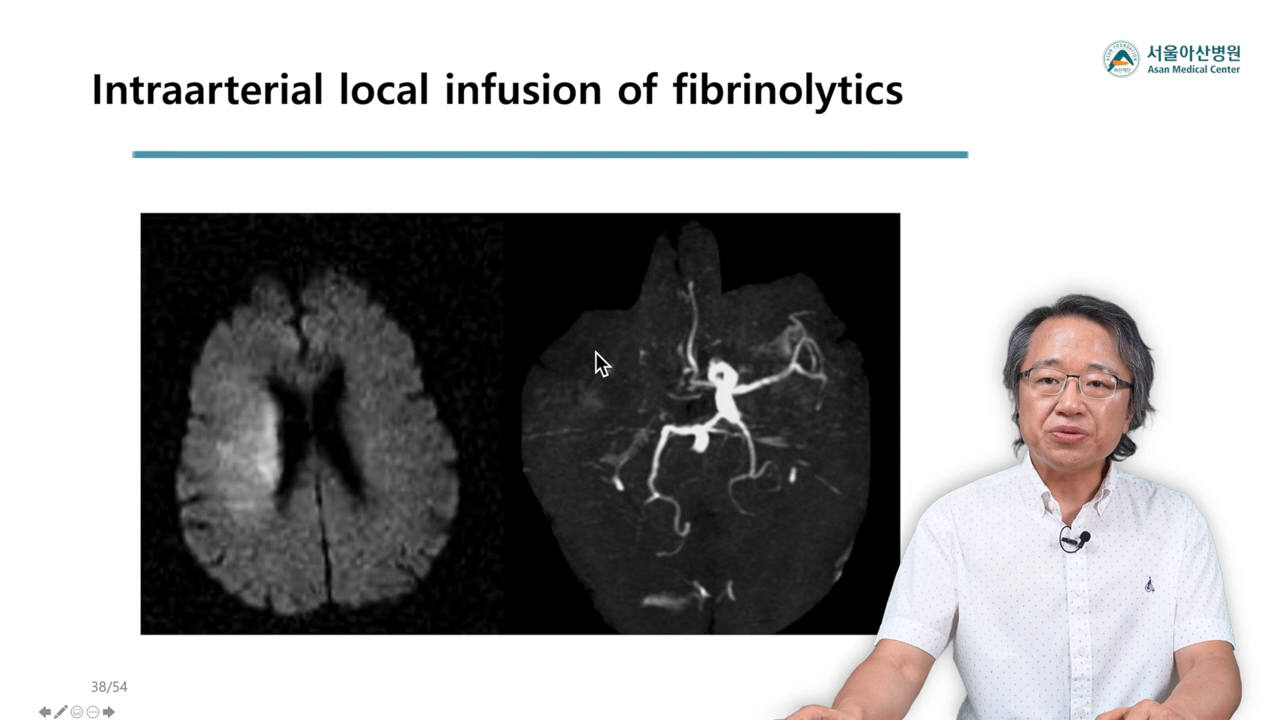 Intraarterial local infusion of fibrinolytics
서울아산병원
Asan Medical Center
38/54